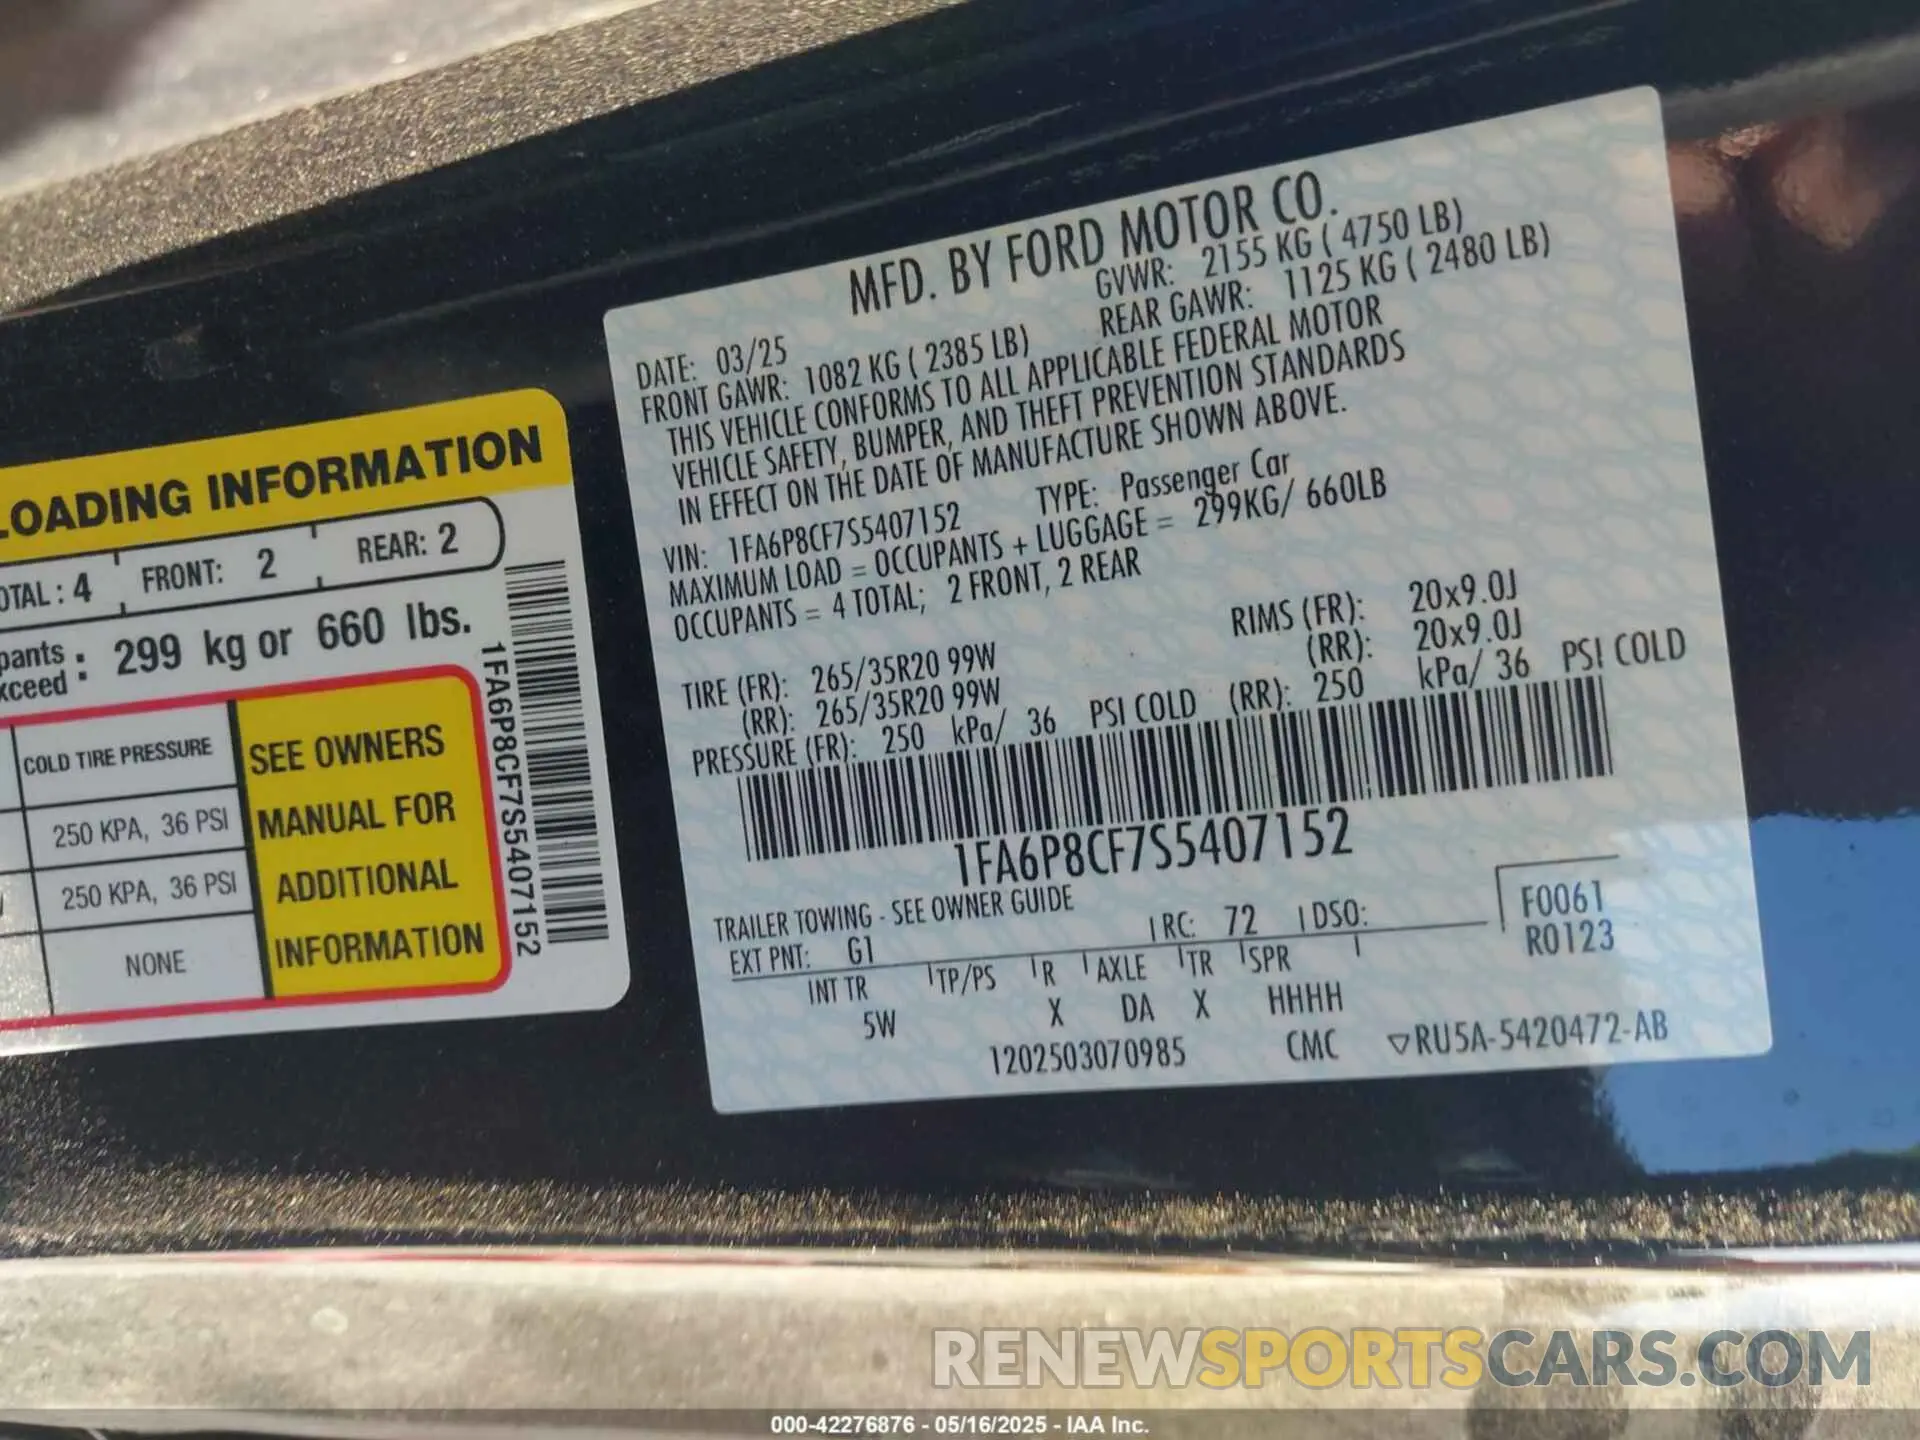 LOADING INFORMATION
OTAL : 4 FRONT: 2 REAR: 2
pants
xceed : 299 kg or 660 lbs.
COLD TIRE PRESSURE
250 KPA, 36 PSI
250 KPA, 36 PSI
NONE
SEE OWNERS
MANUAL FOR
ADDITIONAL
INFORMATION
1FA6P8CF7S5407152
MFD. BY FORD MOTOR CO.
DATE: 03/25 GVWR: 2155 KG ( 4750 LB)
FRONT GAWR: 1082 KG ( 2385 LB) REAR GAWR: 1125 KG ( 2480 LB)
THIS VEHICLE CONFORMS TO ALL APPLICABLE FEDERAL MOTOR
VEHICLE SAFETY, BUMPER, AND THEFT PREVENTION STANDARDS
IN EFFECT ON THE DATE OF MANUFACTURE SHOWN ABOVE.
VIN: 1FA6P8CF7S5407152 TYPE: Passenger Car
MAXIMUM LOAD = OCCUPANTS + LUGGAGE = 299KG/ 660LB
OCCUPANTS = 4 TOTAL; 2 FRONT, 2 REAR
TIRE (FR): 265/35R20 99W RIMS (FR): 20x9.0J
(RR): 265/35R20 99W (RR): 20x9.0J
PRESSURE (FR): 250 kPa/ 36 PSI COLD (RR): 250 kPa/ 36 PSI COLD
1FA6P8CF7S5407152
TRAILER TOWING - SEE OWNER GUIDE
EXT PNT: G1 RC: 72 DSO: F0061
R0123
INT TR TP/PS R AXLE TR SPR
5W X DA X HHHH
1202503070985 CMC ▽RU5A-5420472-AB
RENEWSPORTSCARS.COM
000-42276876 - 05/16/2025 - IAA Inc.